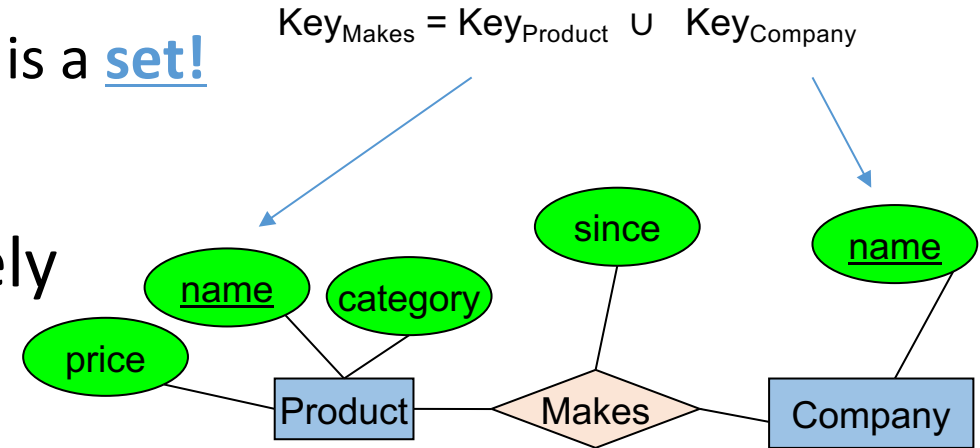 Key_Makes = Key_Product ∪ Key_Company
is a set!
ely
since
name
name
category
price
Product
Makes
Company